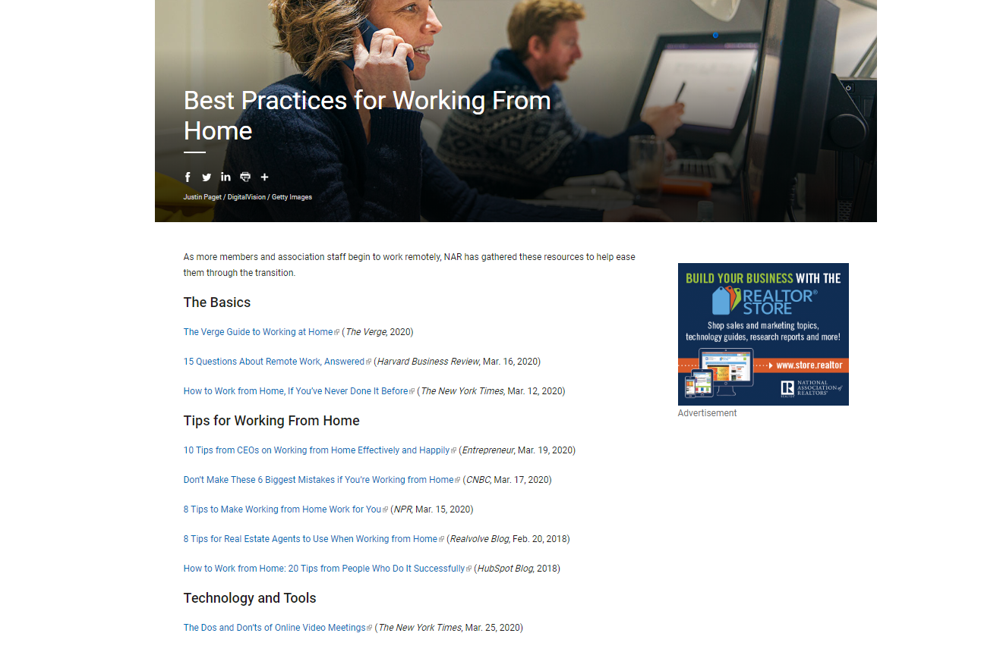 Best Practices for Working From
Home
Justin Paget / DigitalVision / Getty Images
As more members and association staff begin to work remotely, NAR has gathered these resources to help ease
them through the transition.
The Basics
The Verge Guide to Working at Home (The Verge, 2020)
15 Questions About Remote Work, Answered (Harvard Business Review, Mar. 16, 2020)
How to Work from Home, If You’ve Never Done It Before (The New York Times, Mar. 12, 2020)
Tips for Working From Home
10 Tips from CEOs on Working from Home Effectively and Happily (Entrepreneur, Mar. 19, 2020)
Don’t Make These 6 Biggest Mistakes if You’re Working from Home (CNBC, Mar. 17, 2020)
8 Tips to Make Working from Home Work for You (NPR, Mar. 15, 2020)
8 Tips for Real Estate Agents to Use When Working from Home (Realvolve Blog, Feb. 20, 2018)
How to Work from Home: 20 Tips from People Who Do It Successfully (HubSpot Blog, 2018)
Technology and Tools
The Dos and Don’ts of Online Video Meetings (The New York Times, Mar. 25, 2020)
BUILD YOUR BUSINESS WITH THE
REALTOR®
STORE
Shop sales and marketing topics,
technology guides, research reports and more!
www.store.realtor
NATIONAL
ASSOCIATION of
REALTORS®
Advertisement